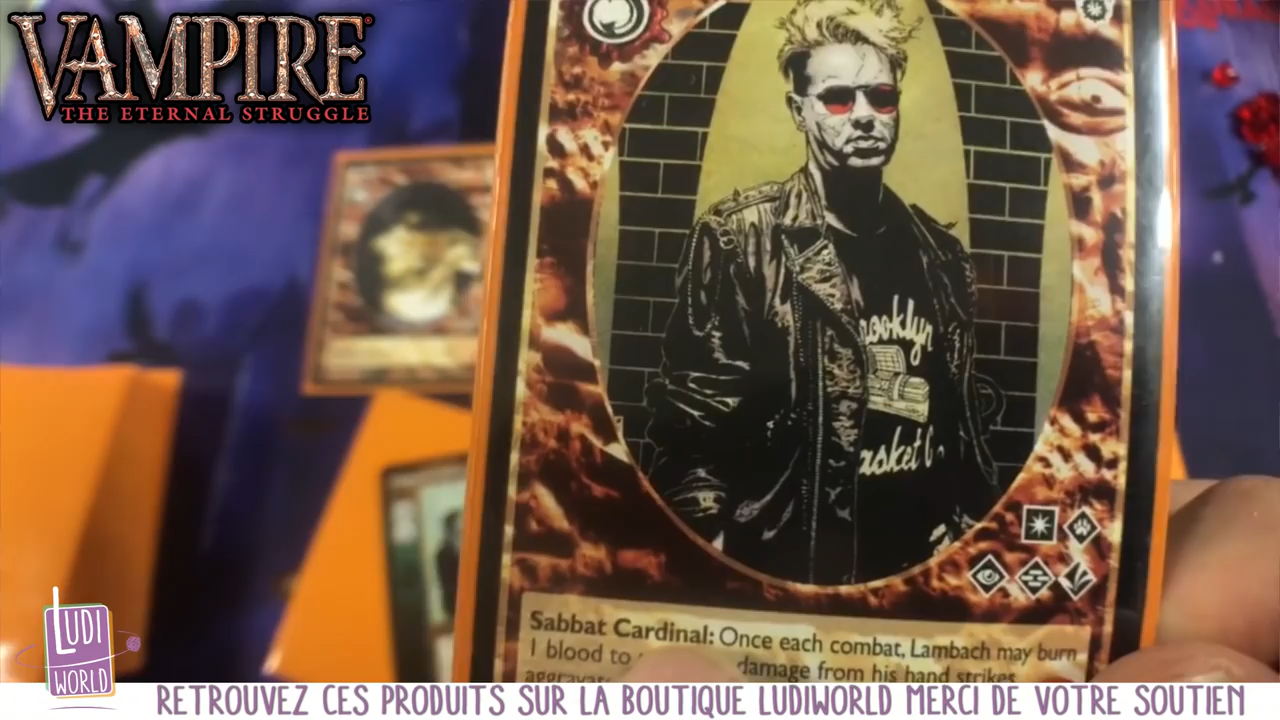 VAMPIRE
THE ETERNAL STRUGGLE
rooklyn
asket C
Sabbat Cardinal: Once each combat, Lambach may burn
1 blood to damage from his hand strikes
LUDI
WORLD
RETROUVEZ CES PRODUITS SUR LA BOUTIQUE LUDIWORLD MERCI DE VOTRE SOUTIEN